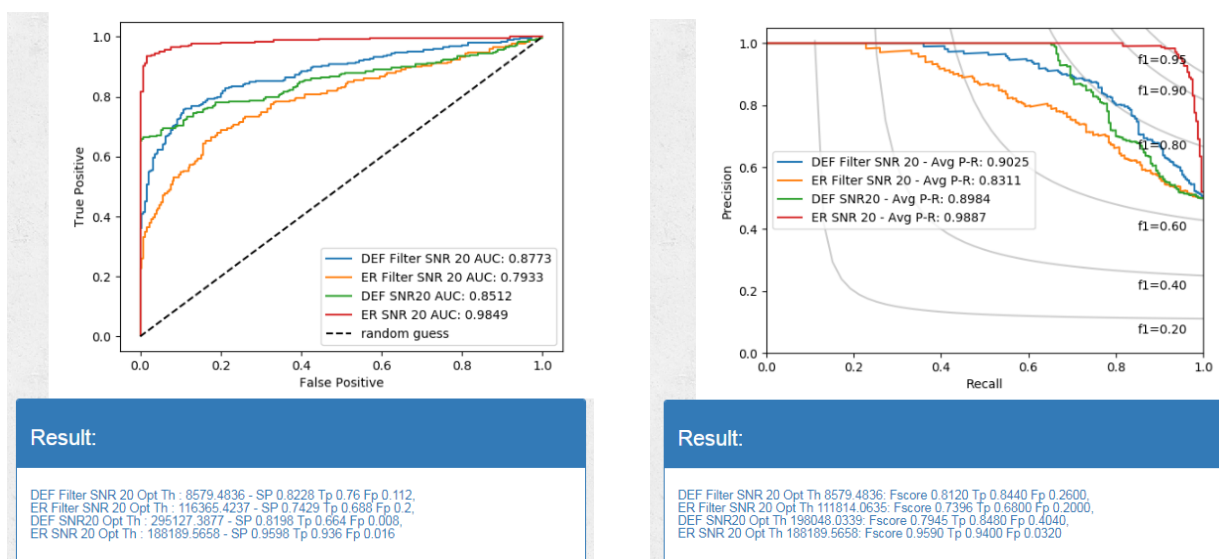 1.0
0.8
0.6
0.4
0.2
0.0
True Positive
DEF Filter SNR 20 AUC: 0.8773
ER Filter SNR 20 AUC: 0.7933
DEF SNR20 AUC: 0.8512
ER SNR 20 AUC: 0.9849
random guess
0.0 0.2 0.4 0.6 0.8 1.0
False Positive
Result:
DEF Filter SNR 20 Opt Th : 8579.4836 - SP 0.8228 Tp 0.76 Fp 0.112,
ER Filter SNR 20 Opt Th : 116365.4237 - SP 0.7429 Tp 0.688 Fp 0.2,
DEF SNR20 Opt Th : 295127.3877 - SP 0.8198 Tp 0.664 Fp 0.008,
ER SNR 20 Opt Th : 188189.5658 - SP 0.9598 Tp 0.936 Fp 0.016
1.0
0.8
0.6
0.4
0.2
0.0
Precision
f1=0.95
f1=0.90
f1=0.80
DEF Filter SNR 20 - Avg P-R: 0.9025
ER Filter SNR 20 - Avg P-R: 0.8311
DEF SNR20 - Avg P-R: 0.8984
ER SNR 20 - Avg P-R: 0.9887
f1=0.60
f1=0.40
f1=0.20
0.0 0.2 0.4 0.6 0.8 1.0
Recall
Result:
DEF Filter SNR 20 Opt Th 8579.4836: Fscore 0.8120 Tp 0.8440 Fp 0.2600,
ER Filter SNR 20 Opt Th 111814.0635: Fscore 0.7396 Tp 0.6800 Fp 0.2000,
DEF SNR20 Opt Th 198048.0339: Fscore 0.7945 Tp 0.8480 Fp 0.4040,
ER SNR 20 Opt Th 188189.5658: Fscore 0.9590 Tp 0.9400 Fp 0.0320